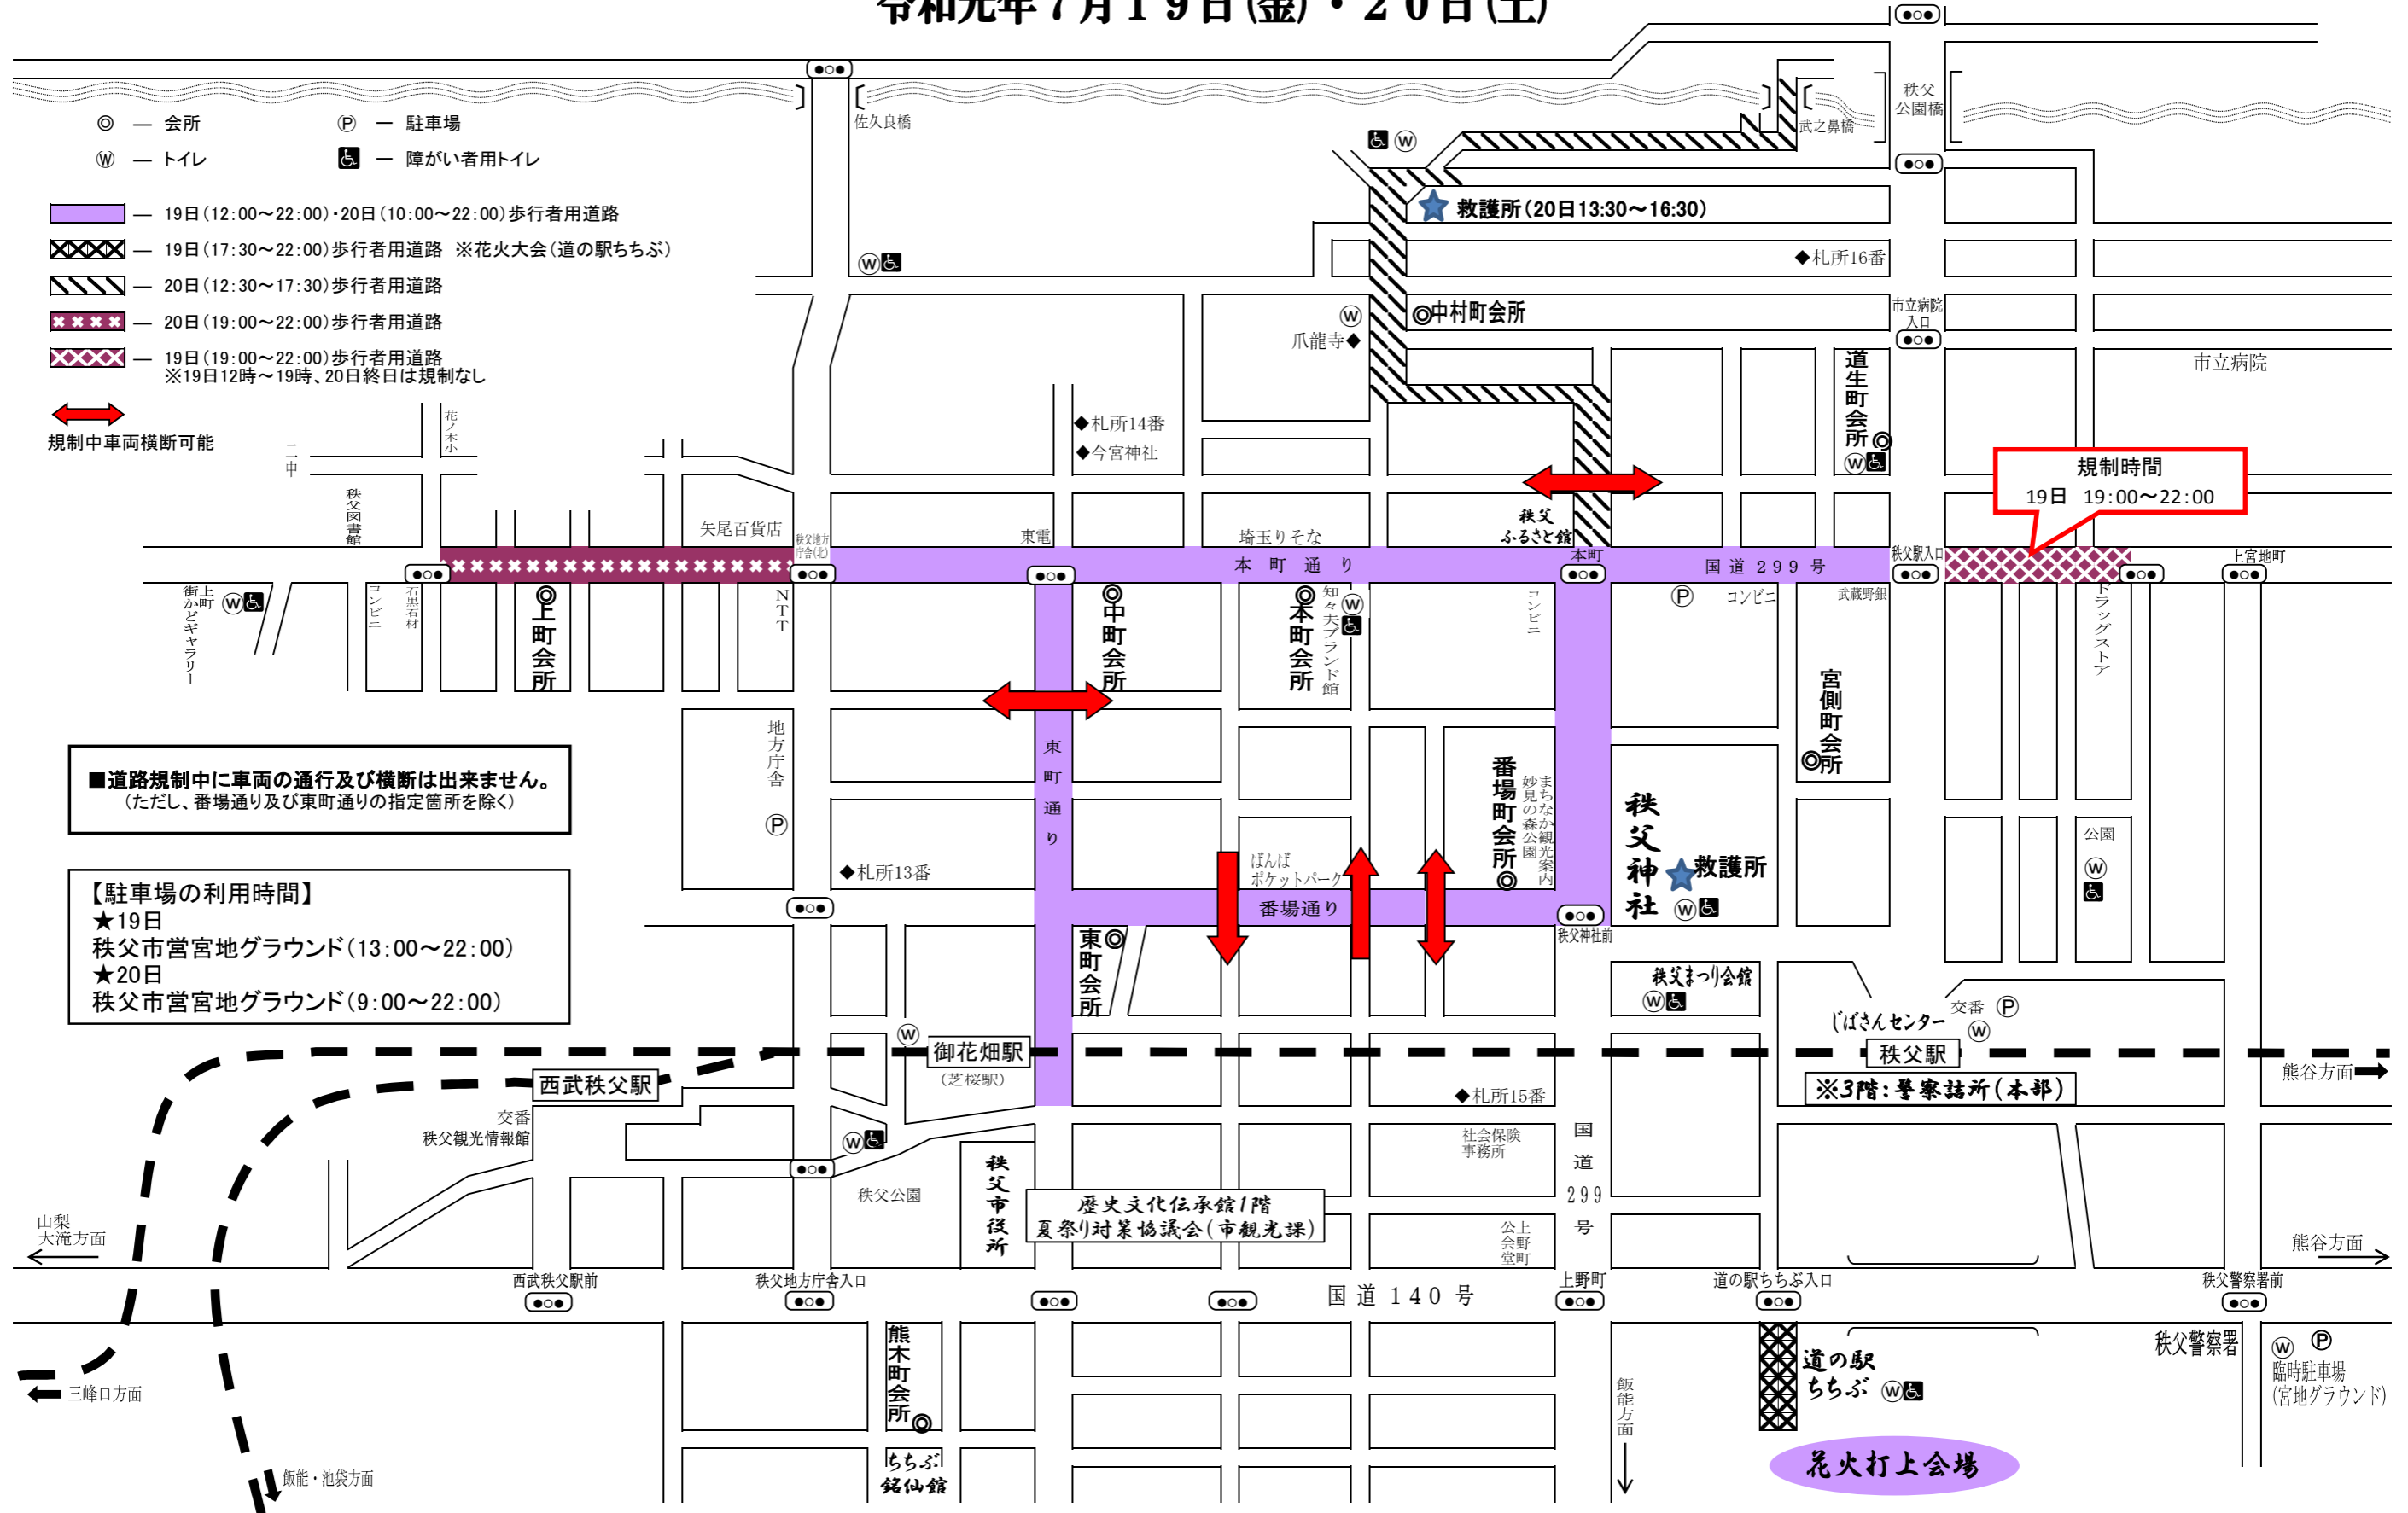 令和元年７月１９日(金)・２０日(土)
◎ ― 会所
Ⓟ ― 駐車場
Ⓦ ― トイレ
♿ ― 障がい者用トイレ
― 19日(12:00～22:00)・20日(10:00～22:00)歩行者用道路
― 19日(17:30～22:00)歩行者用道路 ※花火大会(道の駅ちちぶ)
― 20日(12:30～17:30)歩行者用道路
― 20日(19:00～22:00)歩行者用道路
― 19日(19:00～22:00)歩行者用道路
※19日12時～19時、20日終日は規制なし
規制中車両横断可能
佐久良橋
武之鼻橋
秩父
公園橋
救護所(20日13:30～16:30)
◆札所16番
◎中村町会所
爪龍寺◆
市立病院
入口
市立病院
道生町会所◎
◆札所14番
◆今宮神社
花ノ木小
二中
秩父図書館
矢尾百貨店
秩父地方
庁舎(北)
東電
埼玉りそな
秩父
ふるさと館
本町
本町通り
国道299号
秩父駅入口
規制時間
19日 19:00～22:00
上宮地町
上町
街かどギャラリー
コンビニ
石黒石材
◎上町会所
NTT
◎中町会所
◎本町会所
知々夫ブランド館
コンビニ
Ⓟ
コンビニ
武蔵野銀
ドラッグストア
宮側町会所
◎
地方庁舎
Ⓟ
東町通り
番場町会所◎
まちなか観光案内
妙見の森公園
秩父神社
救護所
公園
■道路規制中に車両の通行及び横断は出来ません。
(ただし、番場通り及び東町通りの指定箇所を除く)
◆札所13番
ばんば
ポケットパーク
番場通り
秩父神社前
【駐車場の利用時間】
★19日
秩父市営宮地グラウンド(13:00～22:00)
★20日
秩父市営宮地グラウンド(9:00～22:00)
東町会所◎
秩父まつり会館
じばさんセンター
交番 Ⓟ
Ⓦ
御花畑駅
(芝桜駅)
西武秩父駅
秩父駅
※3階:警察詰所(本部)
熊谷方面
交番
秩父観光情報館
◆札所15番
社会保険
事務所
国道299号
秩父公園
秩父市役所
歴史文化伝承館1階
夏祭り対策協議会(市観光課)
上野町
公会堂
山梨
大滝方面
熊谷方面
西武秩父駅前
秩父地方庁舎入口
国道140号
上野町
道の駅ちちぶ入口
秩父警察署前
熊木町会所◎
ちちぶ
銘仙館
飯能方面
道の駅
ちちぶ
秩父警察署
Ⓦ Ⓟ
臨時駐車場
(宮地グラウンド)
三峰口方面
飯能・池袋方面
花火打上会場